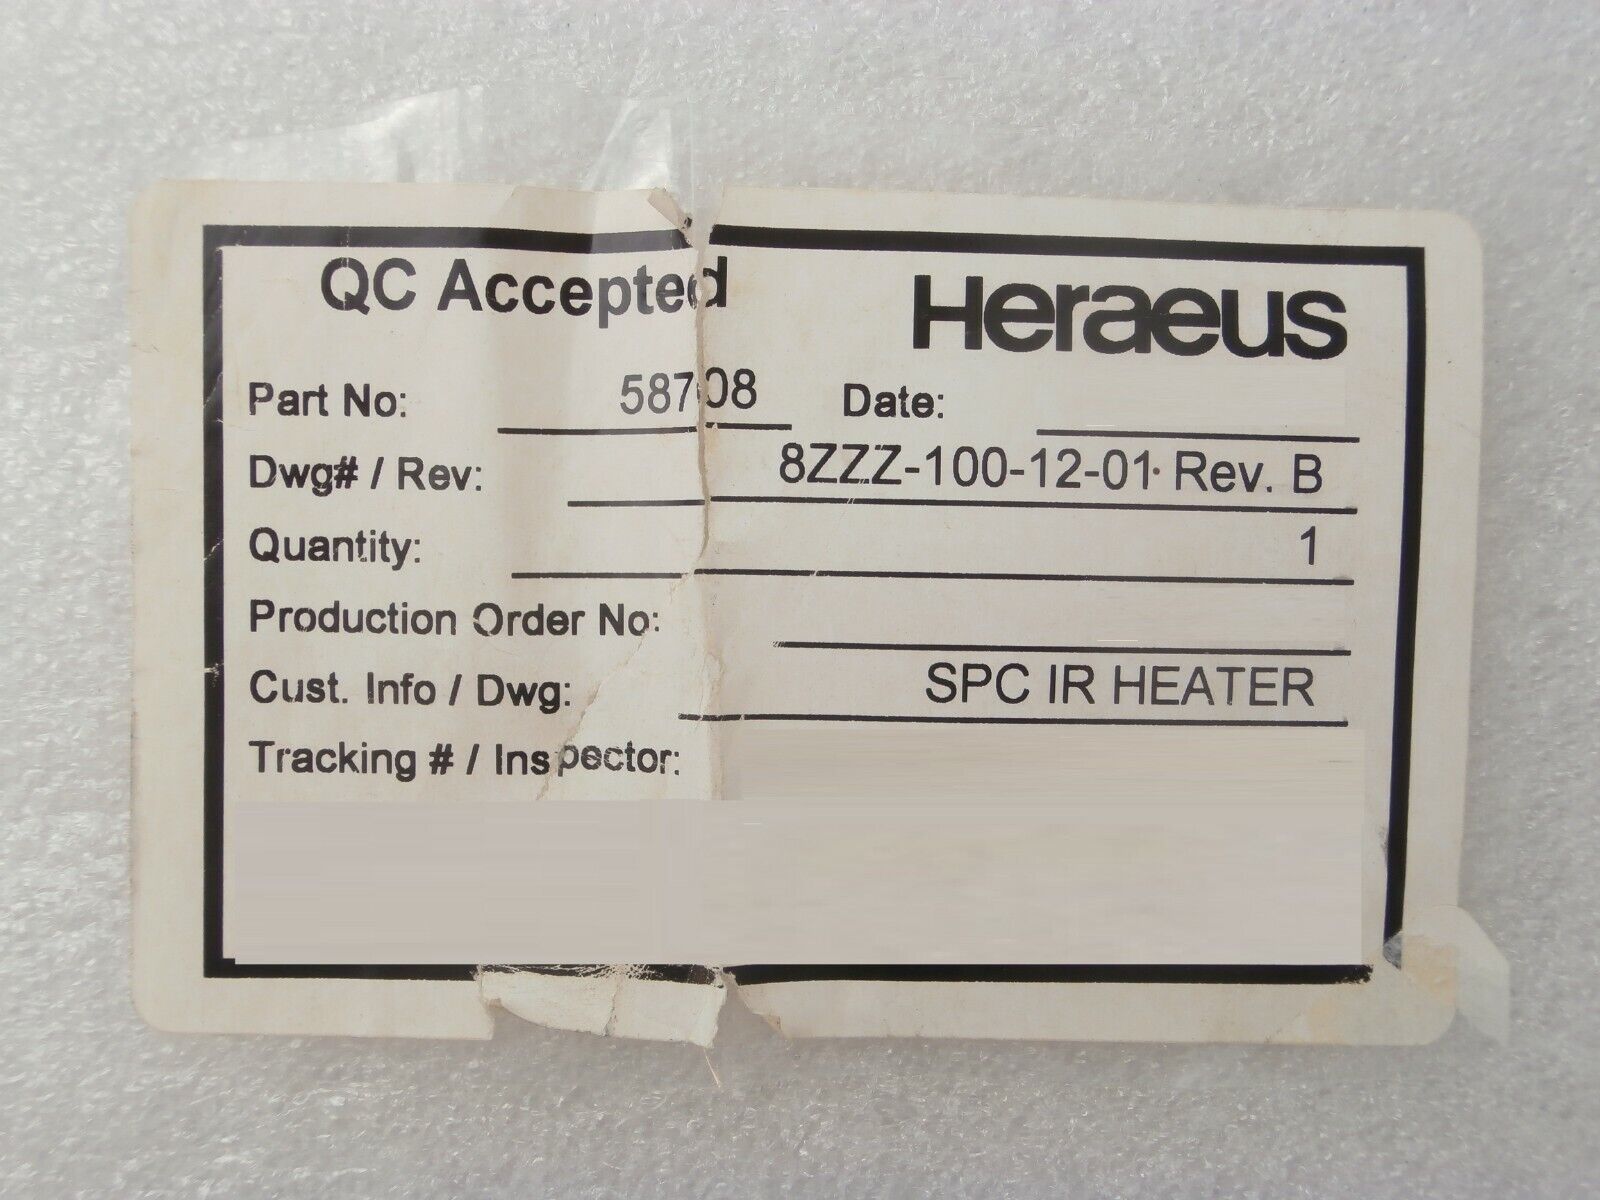 QC Accepted Heraeus
Part No: 58708 Date:
Dwg# / Rev: 8ZZZ-100-12-01 Rev. B
Quantity: 1
Production Order No:
Cust. Info / Dwg: SPC IR HEATER
Tracking # / Inspector: